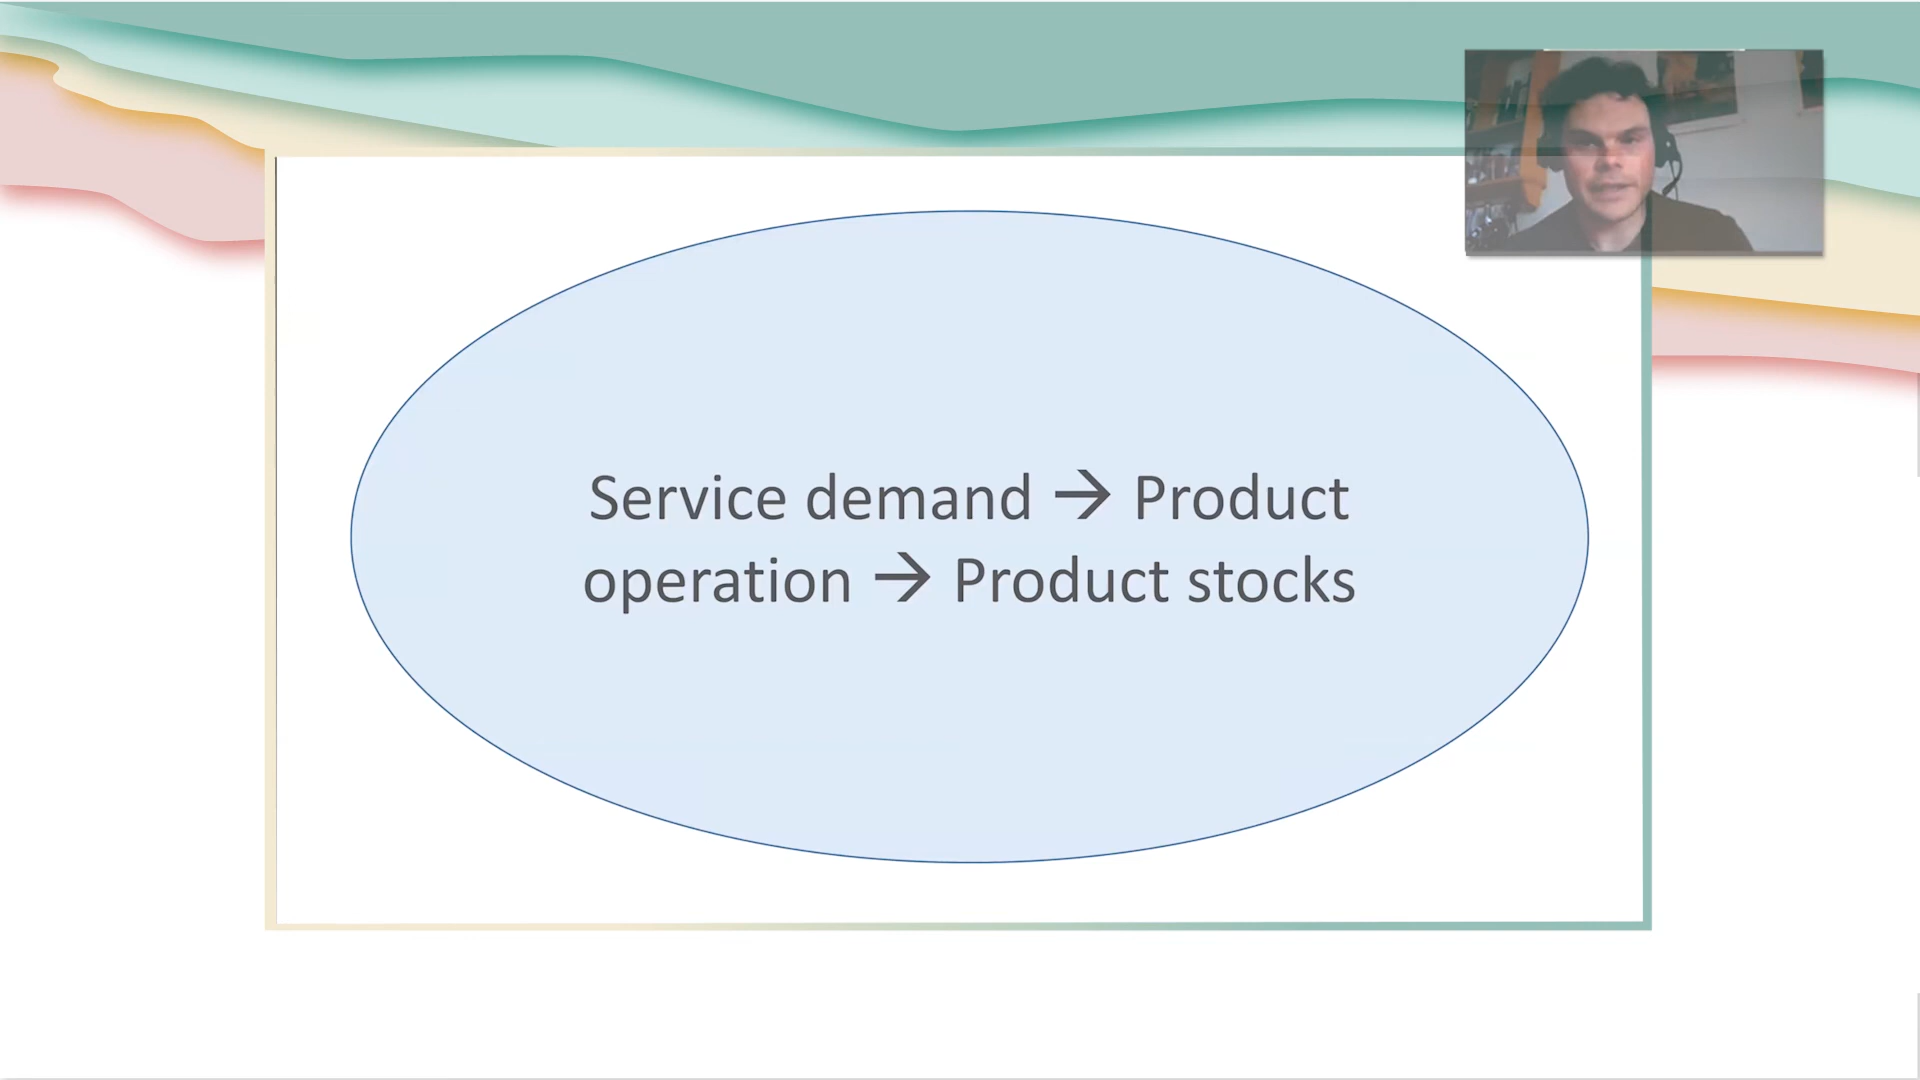 Service demand → Product
operation → Product stocks